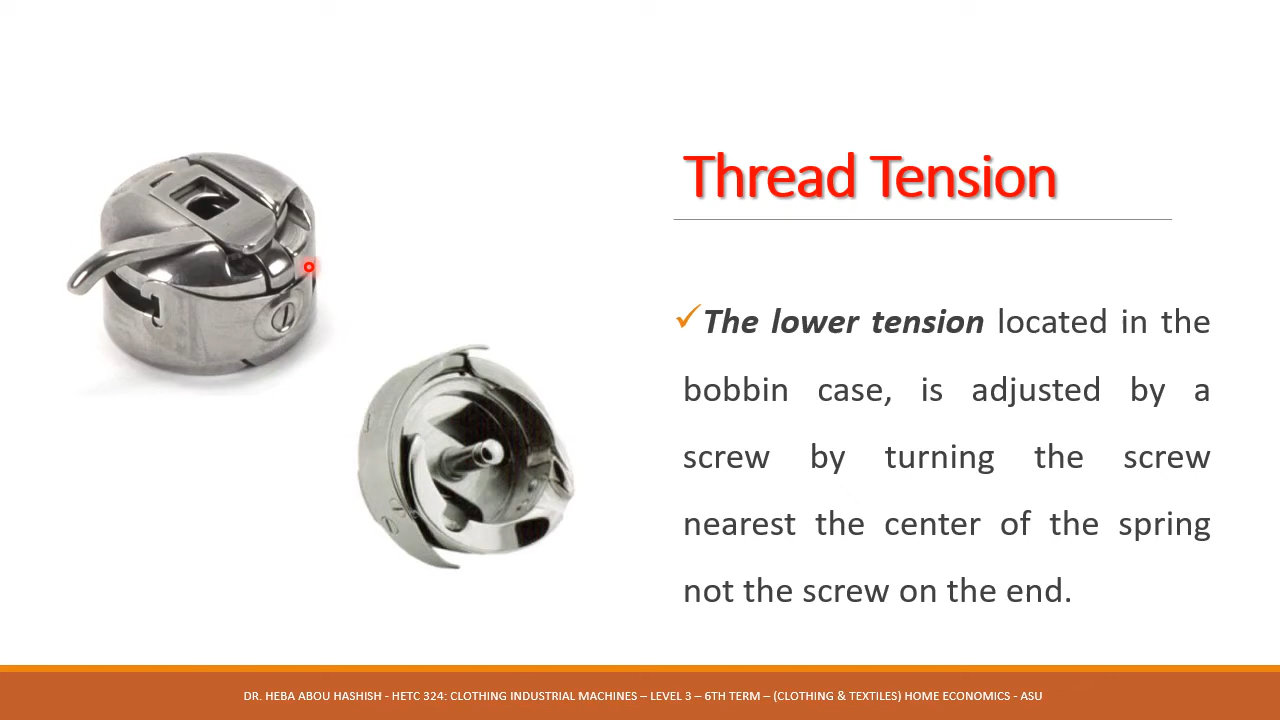 Thread Tension
✓The lower tension located in the
bobbin case, is adjusted by a
screw by turning the screw
nearest the center of the spring
not the screw on the end.
DR. HEBA ABOU HASHISH - HETC 324: CLOTHING INDUSTRIAL MACHINES – LEVEL 3 – 6TH TERM – (CLOTHING & TEXTILES) HOME ECONOMICS - ASU